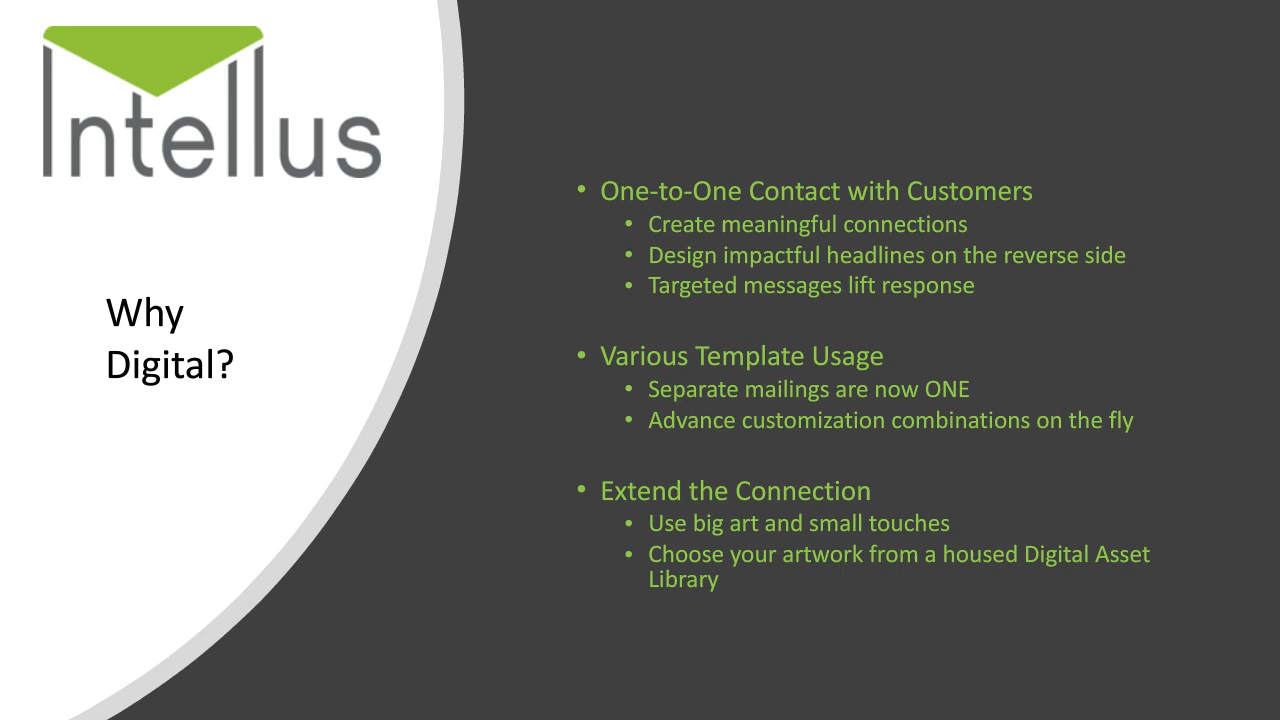 Intellus
Why
Digital?
• One-to-One Contact with Customers
• Create meaningful connections
• Design impactful headlines on the reverse side
• Targeted messages lift response
• Various Template Usage
• Separate mailings are now ONE
• Advance customization combinations on the fly
• Extend the Connection
• Use big art and small touches
• Choose your artwork from a housed Digital Asset
Library